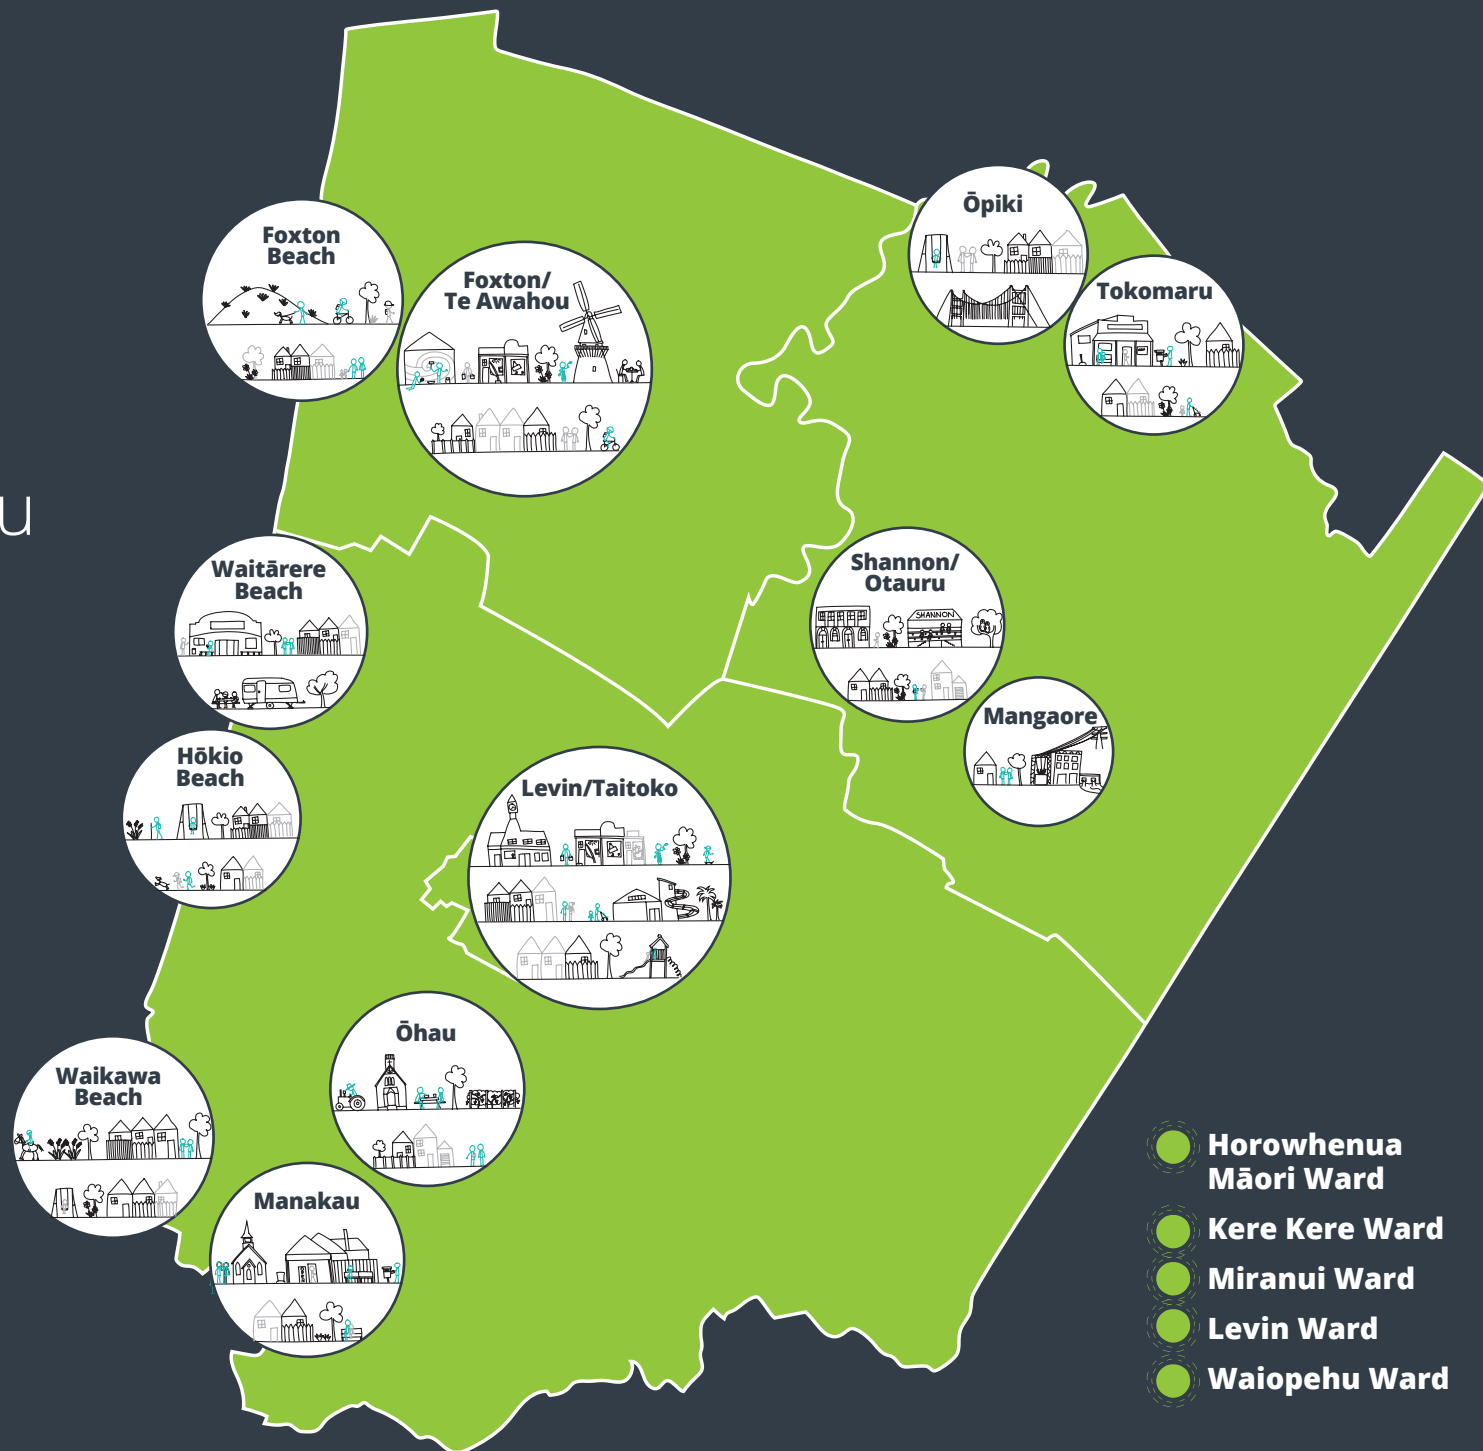 Ōpiki
Foxton
Beach
Foxton/
Te Awahou
Tokomaru
u
Waitārere
Beach
Shannon/
Otauru
SHANNON
Mangaore
Hōkio
Beach
Levin/Taitoko
Ōhau
Waikawa
Beach
Manakau
Horowhenua
Māori Ward
Kere Kere Ward
Miranui Ward
Levin Ward
Waiopehu Ward